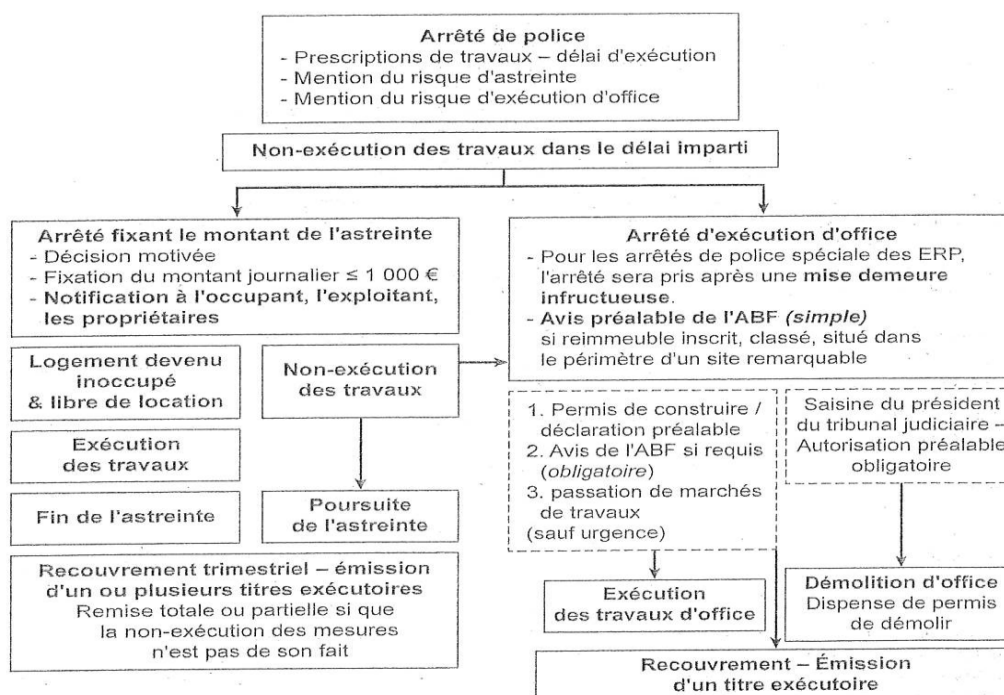 Arrêté de police
- Prescriptions de travaux – délai d'exécution
- Mention du risque d'astreinte
- Mention du risque d'exécution d'office
Non-exécution des travaux dans le délai imparti
Arrêté fixant le montant de l'astreinte
- Décision motivée
- Fixation du montant journalier ≤ 1 000 €
- Notification à l'occupant, l'exploitant,
les propriétaires
Arrêté d'exécution d'office
- Pour les arrêtés de police spéciale des ERP,
l'arrêté sera pris après une mise demeure
infructueuse.
- Avis préalable de l'ABF (simple)
si reimmeuble inscrit, classé, situé dans
le périmètre d'un site remarquable
Logement devenu
inoccupé
& libre de location
Non-exécution
des travaux
Exécution
des travaux
Fin de l'astreinte
Poursuite
de l'astreinte
Recouvrement trimestriel – émission
d'un ou plusieurs titres exécutoires
Remise totale ou partielle si que
la non-exécution des mesures
n'est pas de son fait
1. Permis de construire /
déclaration préalable
2. Avis de l'ABF si requis
(obligatoire)
3. passation de marchés
de travaux
(sauf urgence)
Saisine du président
du tribunal judiciaire –
Autorisation préalable
obligatoire
Exécution
des travaux d'office
Démolition d'office
Dispense de permis
de démolir
Recouvrement – Émission
d'un titre exécutoire